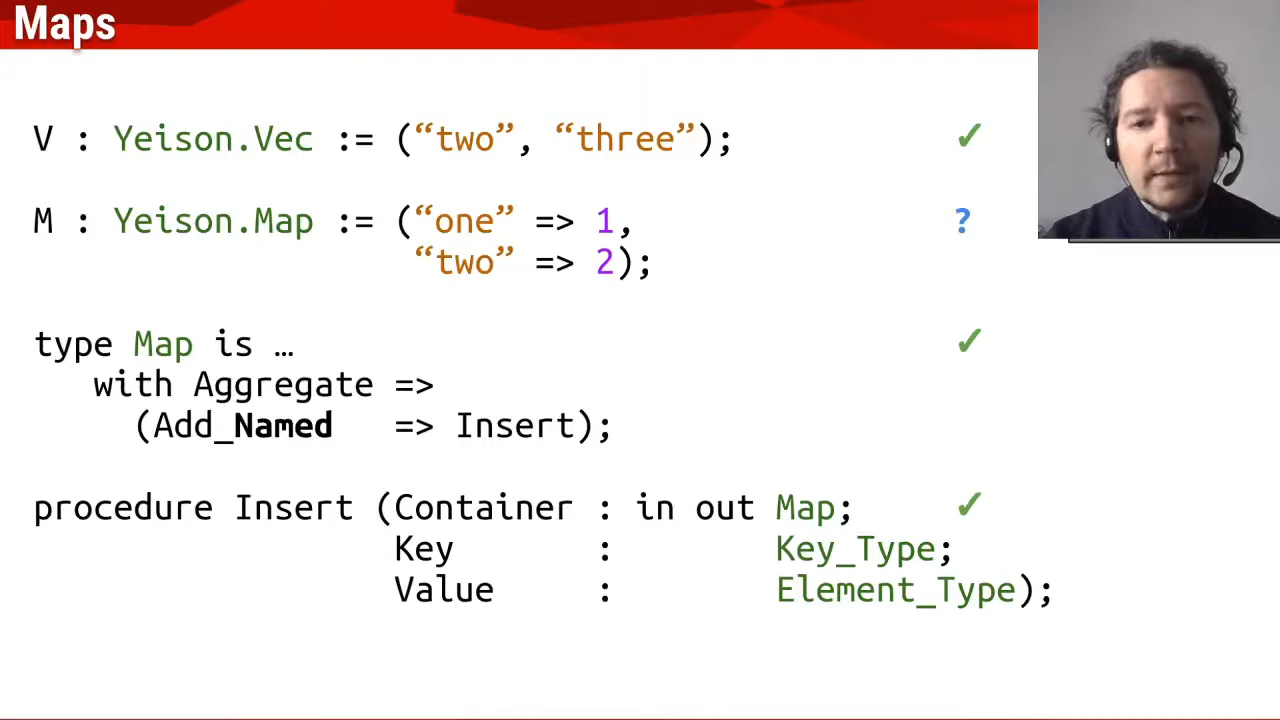 Maps
V : Yeison.Vec := (“two”, “three”); ✓
M : Yeison.Map := (“one” => 1, ?
“two” => 2);
type Map is … ✓
with Aggregate =>
(Add_Named => Insert);
procedure Insert (Container : in out Map; ✓
Key : Key_Type;
Value : Element_Type);